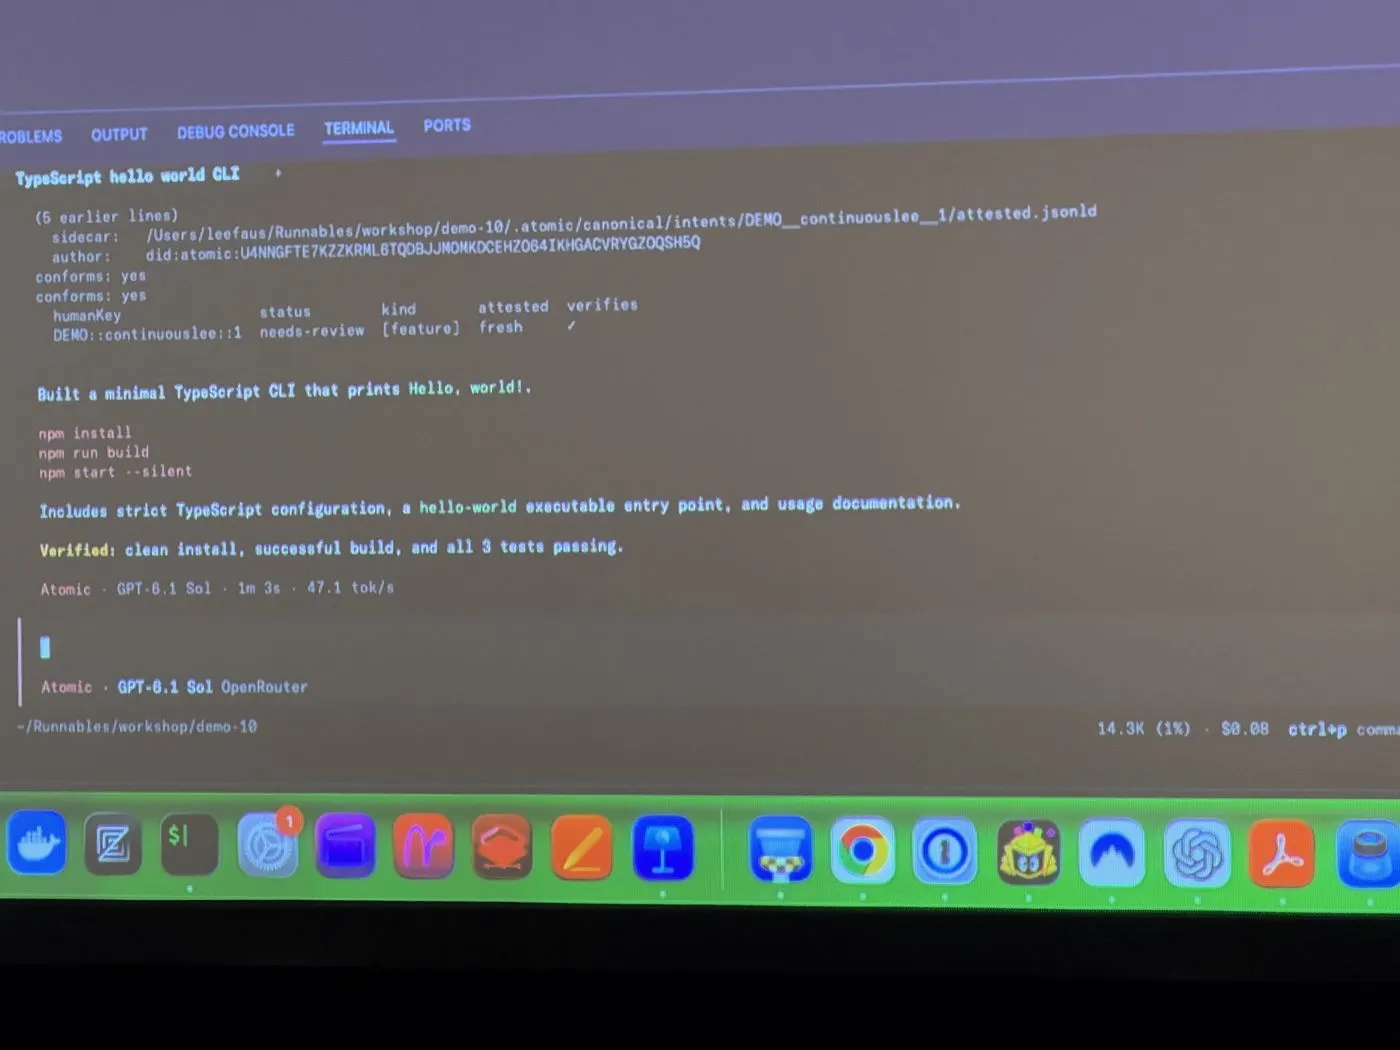 PROBLEMS OUTPUT DEBUG CONSOLE TERMINAL PORTS
TypeScript hello world CLI
(5 earlier lines)
sidecar: /Users/leefaus/Runnables/workshop/demo-10/.atomic/canonical/intents/DEMO__continuouslee__1/attested.jsonld
author:
conforms: yes
conforms: yes
humanKey status kind attested verifies
DEMO::continuouslee::1 needs-review [feature] fresh ✓
Built a minimal TypeScript CLI that prints Hello, world!.
npm install
npm run build
npm start --silent
Includes strict TypeScript configuration, a hello-world executable entry point, and usage documentation.
Verified: clean install, successful build, and all 3 tests passing.
Atomic · GPT-6.1 Sol · 1m 3s · 47.1 tok/s
Atomic · GPT-6.1 Sol OpenRouter
~/Runnables/workshop/demo-10 14.3K (1%) · $0.08 ctrl+p comma
$
1